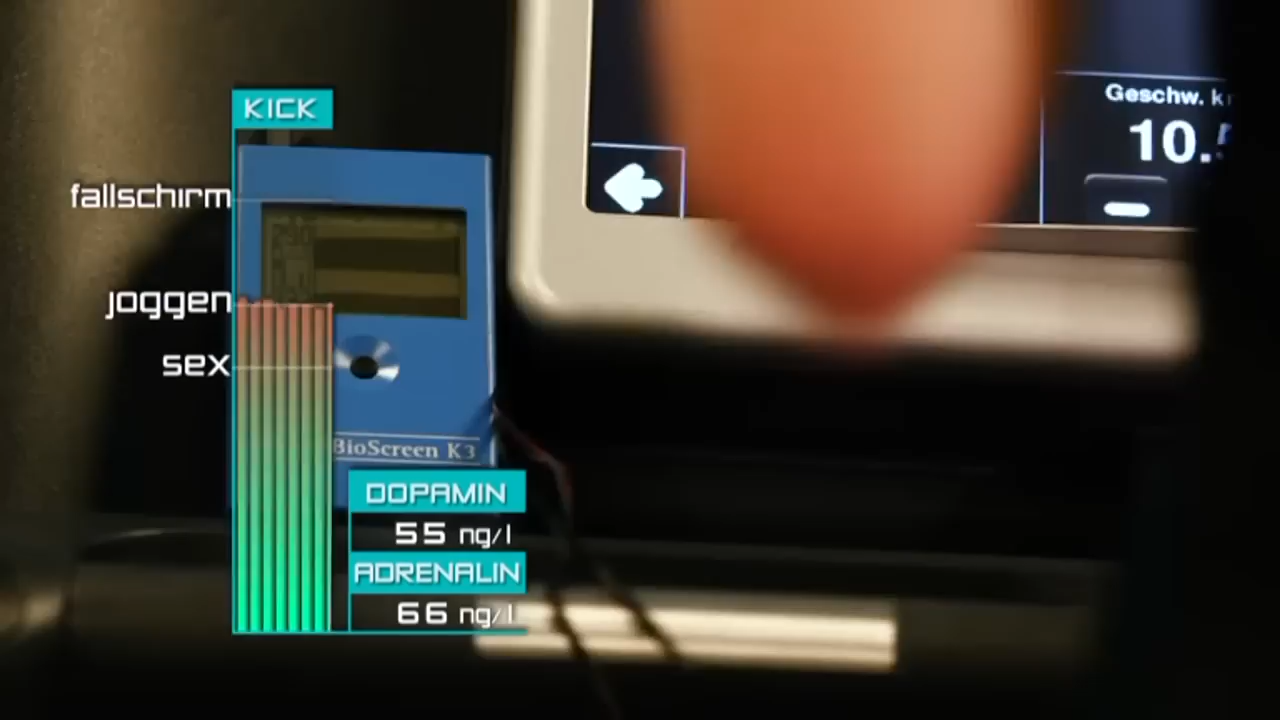 KICK
fallschirm
joggen
sex
BioScreen K3
DOPAMIN
55 ng/l
ADRENALIN
66 ng/l
Geschw.
10.